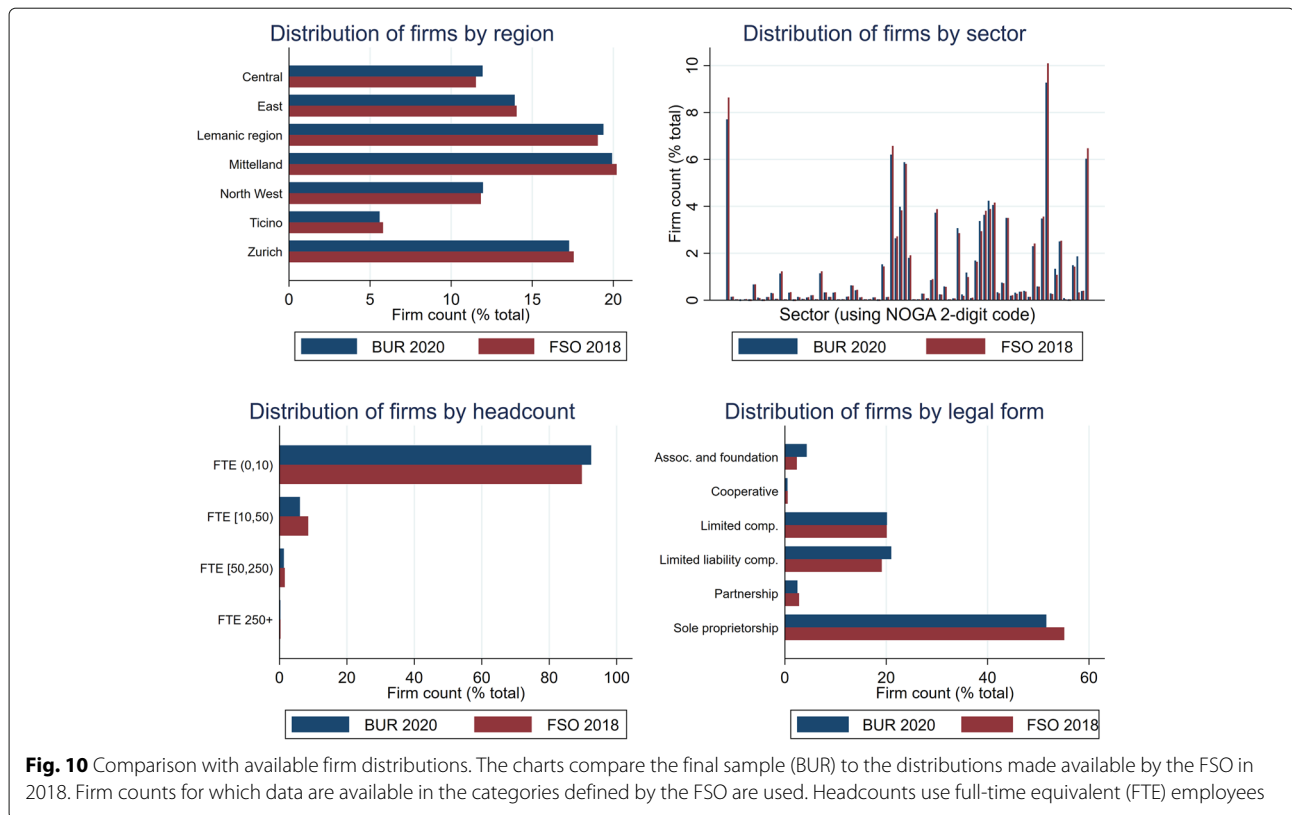 Distribution of firms by region
Central
East
Lemanic region
Mittelland
North West
Ticino
Zurich
0 5 10 15 20
Firm count (% total)
BUR 2020 FSO 2018
Distribution of firms by sector
Firm count (% total)
10
8
6
4
2
0
Sector (using NOGA 2-digit code)
BUR 2020 FSO 2018
Distribution of firms by headcount
FTE (0,10)
FTE [10,50)
FTE [50,250)
FTE 250+
0 20 40 60 80 100
Firm count (% total)
BUR 2020 FSO 2018
Distribution of firms by legal form
Assoc. and foundation
Cooperative
Limited comp.
Limited liability comp.
Partnership
Sole proprietorship
0 20 40 60
Firm count (% total)
BUR 2020 FSO 2018
Fig. 10 Comparison with available firm distributions. The charts compare the final sample (BUR) to the distributions made available by the FSO in
2018. Firm counts for which data are available in the categories defined by the FSO are used. Headcounts use full-time equivalent (FTE) employees